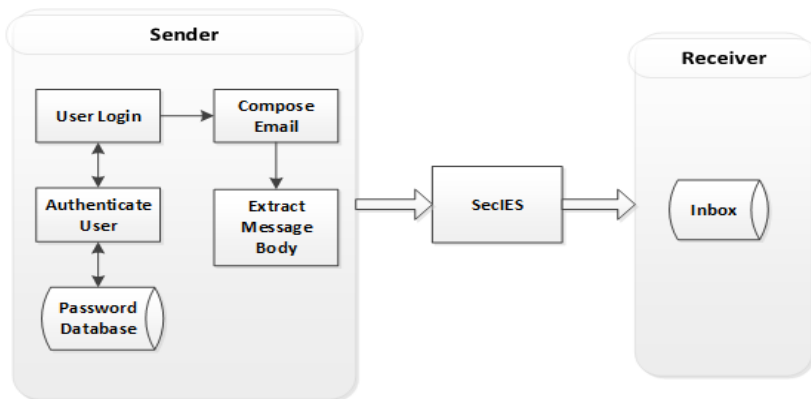 Sender
Receiver
User Login
Compose
Email
Authenticate
User
Extract
Message
Body
SecIES
Inbox
Password
Database